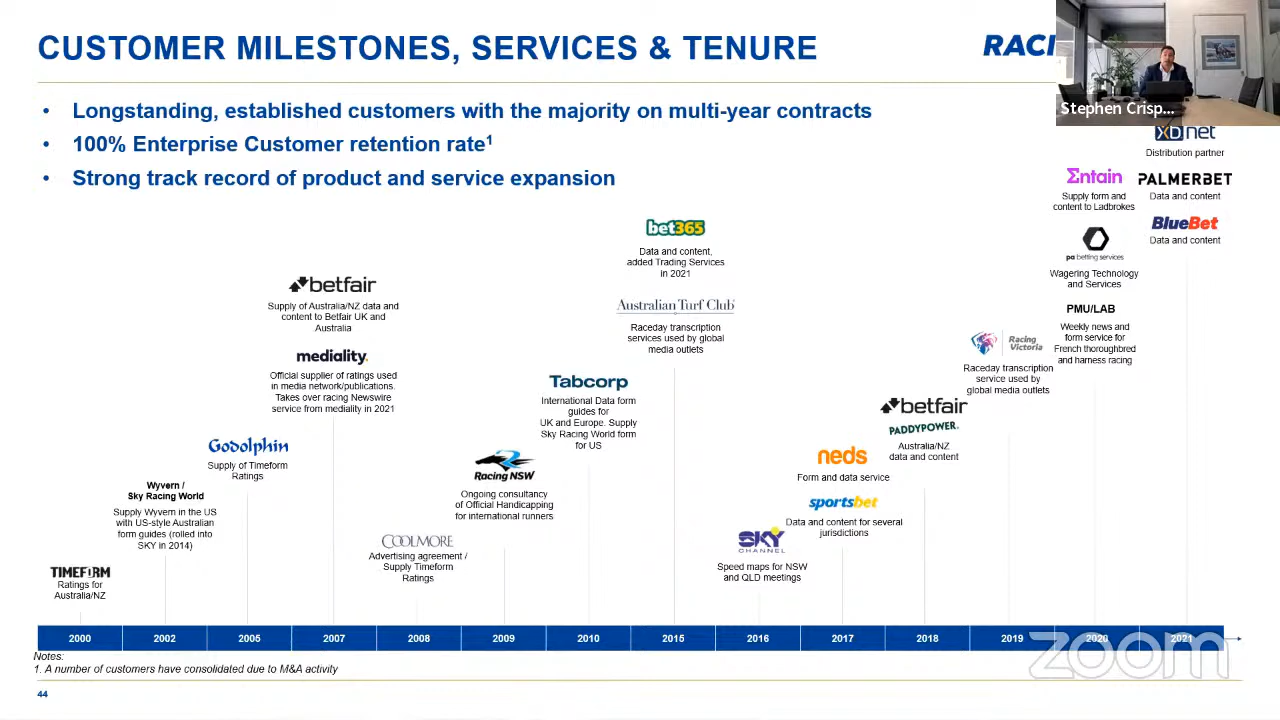 CUSTOMER MILESTONES, SERVICES & TENURE
RACI
Stephen Crisp...
• Longstanding, established customers with the majority on multi-year contracts
• 100% Enterprise Customer retention rate1
• Strong track record of product and service expansion
TIMEFORM
Ratings for
Australia/NZ
Wyvern /
Sky Racing World
Supply Wyvern in the US
with US-style Australian
form guides (rolled into
SKY in 2014)
Godolphin
Supply of Timeform
Ratings
betfair
Supply of Australia/NZ data and
content to Betfair UK and
Australia
mediality.
Official supplier of ratings used
in media network/publications.
Takes over racing Newswire
service from mediality in 2021
COOLMORE
Advertising agreement /
Supply Timeform
Ratings
Racing NSW
Ongoing consultancy
of Official Handicapping
for international runners
Tabcorp
International Data form
guides for
UK and Europe. Supply
Sky Racing World form
for US
bet365
Data and content,
added Trading Services
in 2021
Australian Turf Club
Raceday transcription
services used by global
media outlets
SKY
CHANNEL
Speed maps for NSW
and QLD meetings
neds
Form and data service
sportsbet
Data and content for several
jurisdictions
betfair
PADDYPOWER.
Australia/NZ
data and content
Racing
Victoria
Raceday transcription
service used by
global media outlets
Entain
Supply form and
content to Ladbrokes
pa betting services
Wagering Technology
and Services
PMU/LAB
Weekly news and
form service for
French thoroughbred
and harness racing
XBnet
Distribution partner
PALMERBET
Data and content
BlueBet
Data and content
2000 2002 2005 2007 2008 2009 2010 2015 2016 2017 2018 2019 2020 2021
zoom
Notes:
1. A number of customers have consolidated due to M&A activity
44